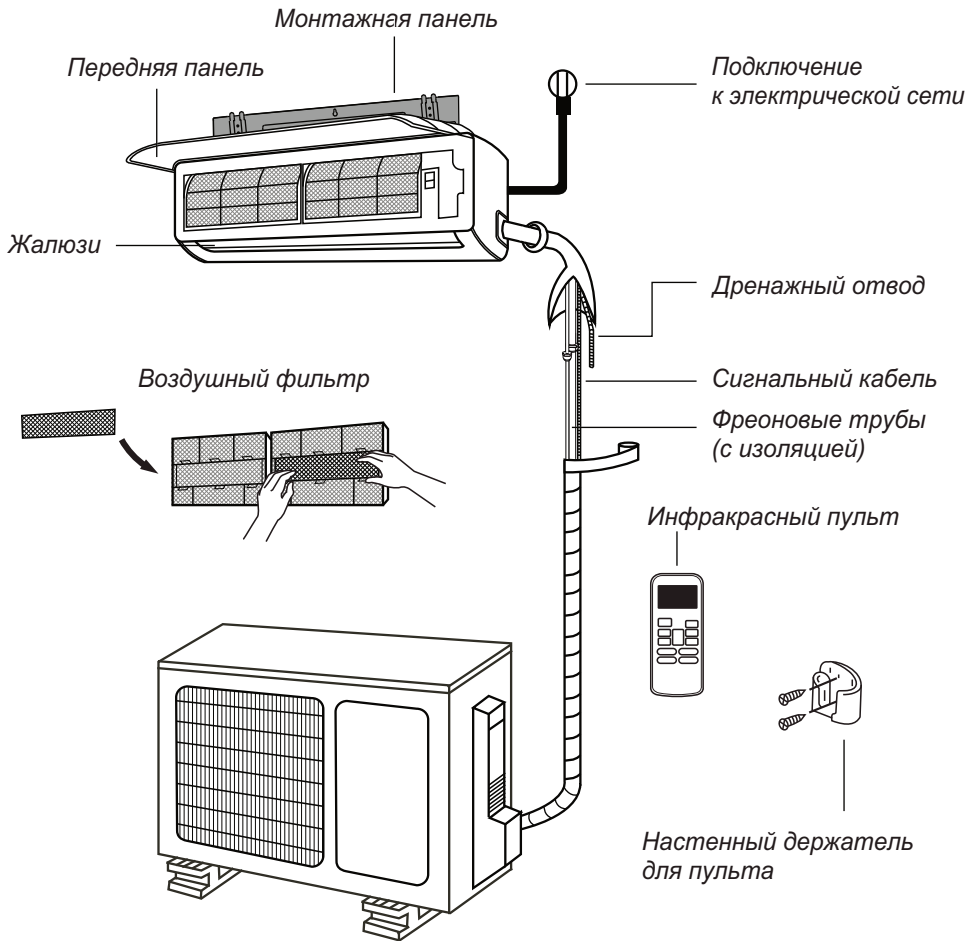 Монтажная панель
Передняя панель
Подключение
к электрической сети
Жалюзи
Дренажный отвод
Воздушный фильтр
Сигнальный кабель
Фреоновые трубы
(с изоляцией)
Инфракрасный пульт
Настенный держатель
для пульта